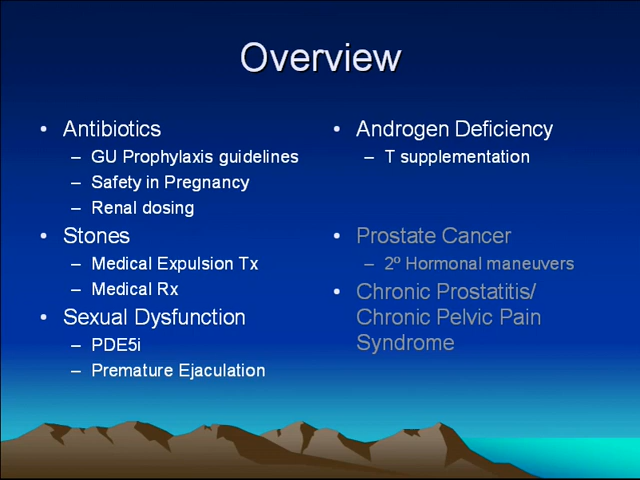 Overview
• Antibiotics
– GU Prophylaxis guidelines
– Safety in Pregnancy
– Renal dosing
• Stones
– Medical Expulsion Tx
– Medical Rx
• Sexual Dysfunction
– PDE5i
– Premature Ejaculation
• Androgen Deficiency
– T supplementation
• Prostate Cancer
– 2º Hormonal maneuvers
• Chronic Prostatitis/
Chronic Pelvic Pain
Syndrome